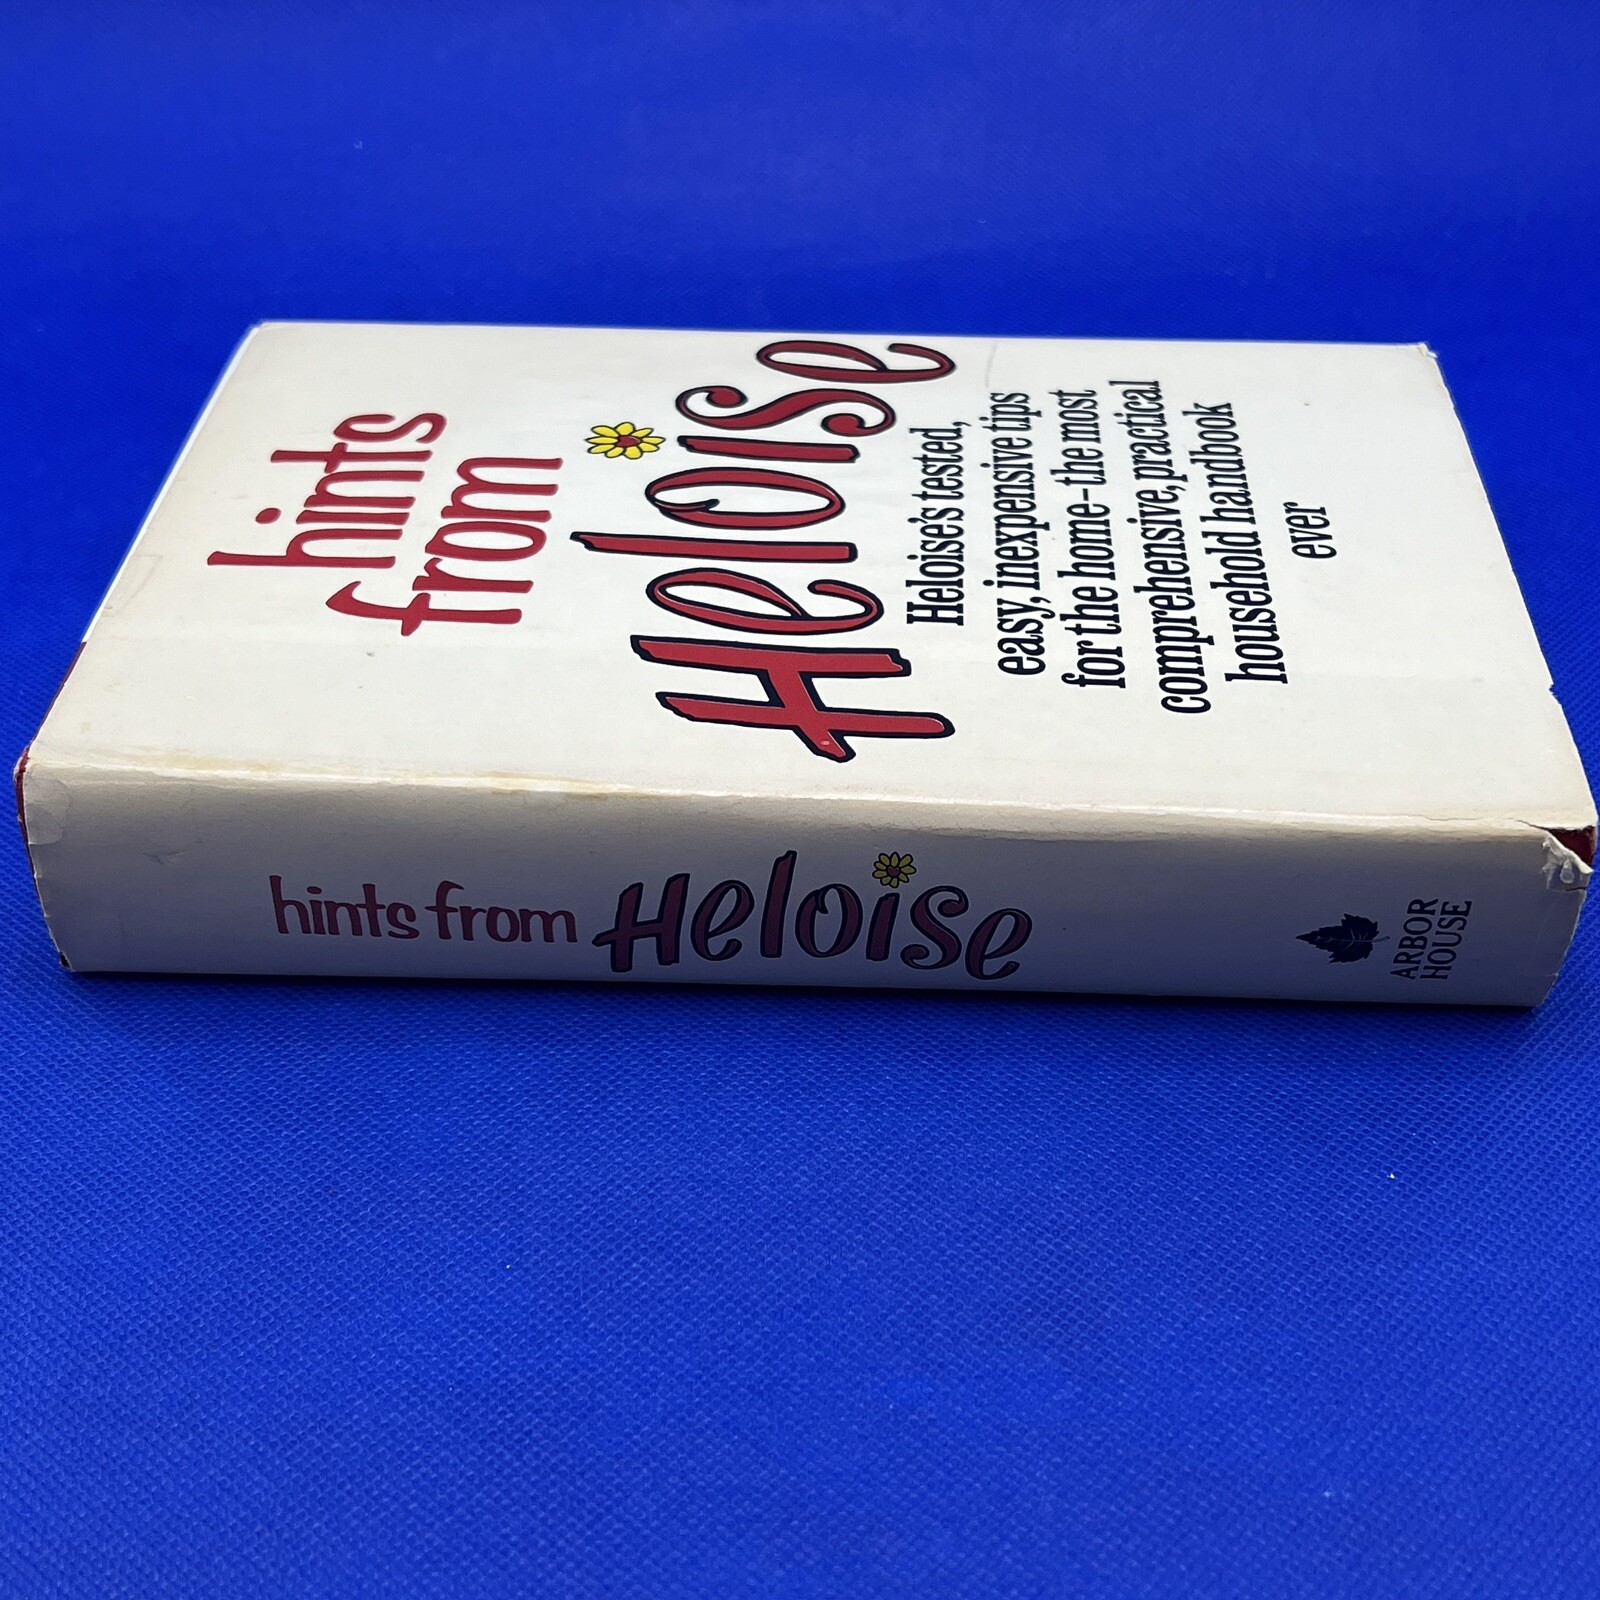 hints
from
Heloise
Heloise's tested,
easy, inexpensive tips
for the home-the most
comprehensive, practical
household handbook
ever
hints from Heloise
ARBOR
HOUSE